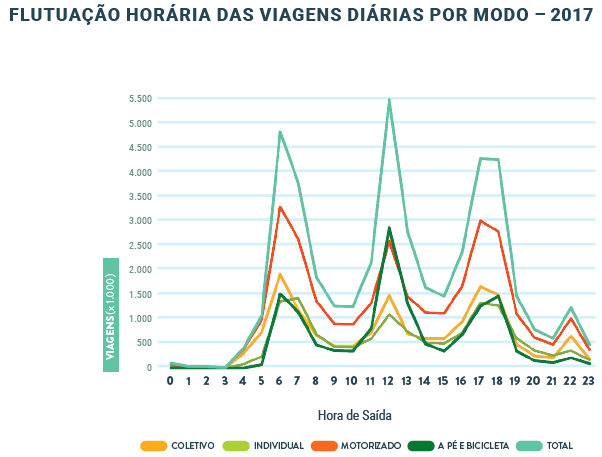 FLUTUAÇÃO HORÁRIA DAS VIAGENS DIÁRIAS POR MODO – 2017
5.500
5.000
4.500
4.000
3.500
3.000
2.500
2.000
1.500
1.000
500
0
VIAGENS (x 1.000)
0 1 2 3 4 5 6 7 8 9 10 11 12 13 14 15 16 17 18 19 20 21 22 23
Hora de Saída
COLETIVO INDIVIDUAL MOTORIZADO A PÉ E BICICLETA TOTAL